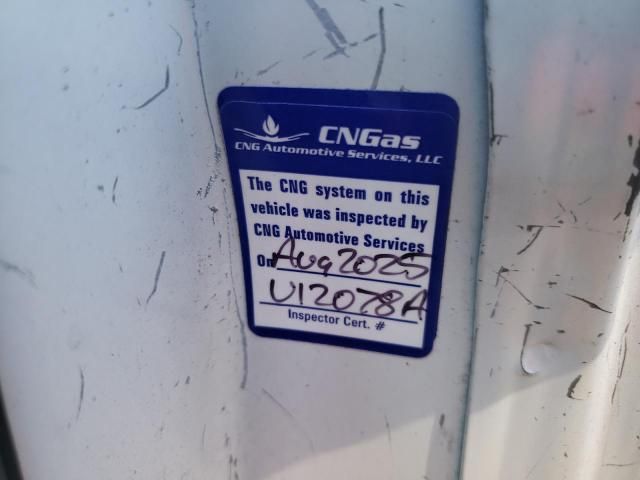 CNGas
CNG Automotive Services, LLC
The CNG system on this
vehicle was inspected by
CNG Automotive Services
On Aug 2025
U12078A
Inspector Cert. #